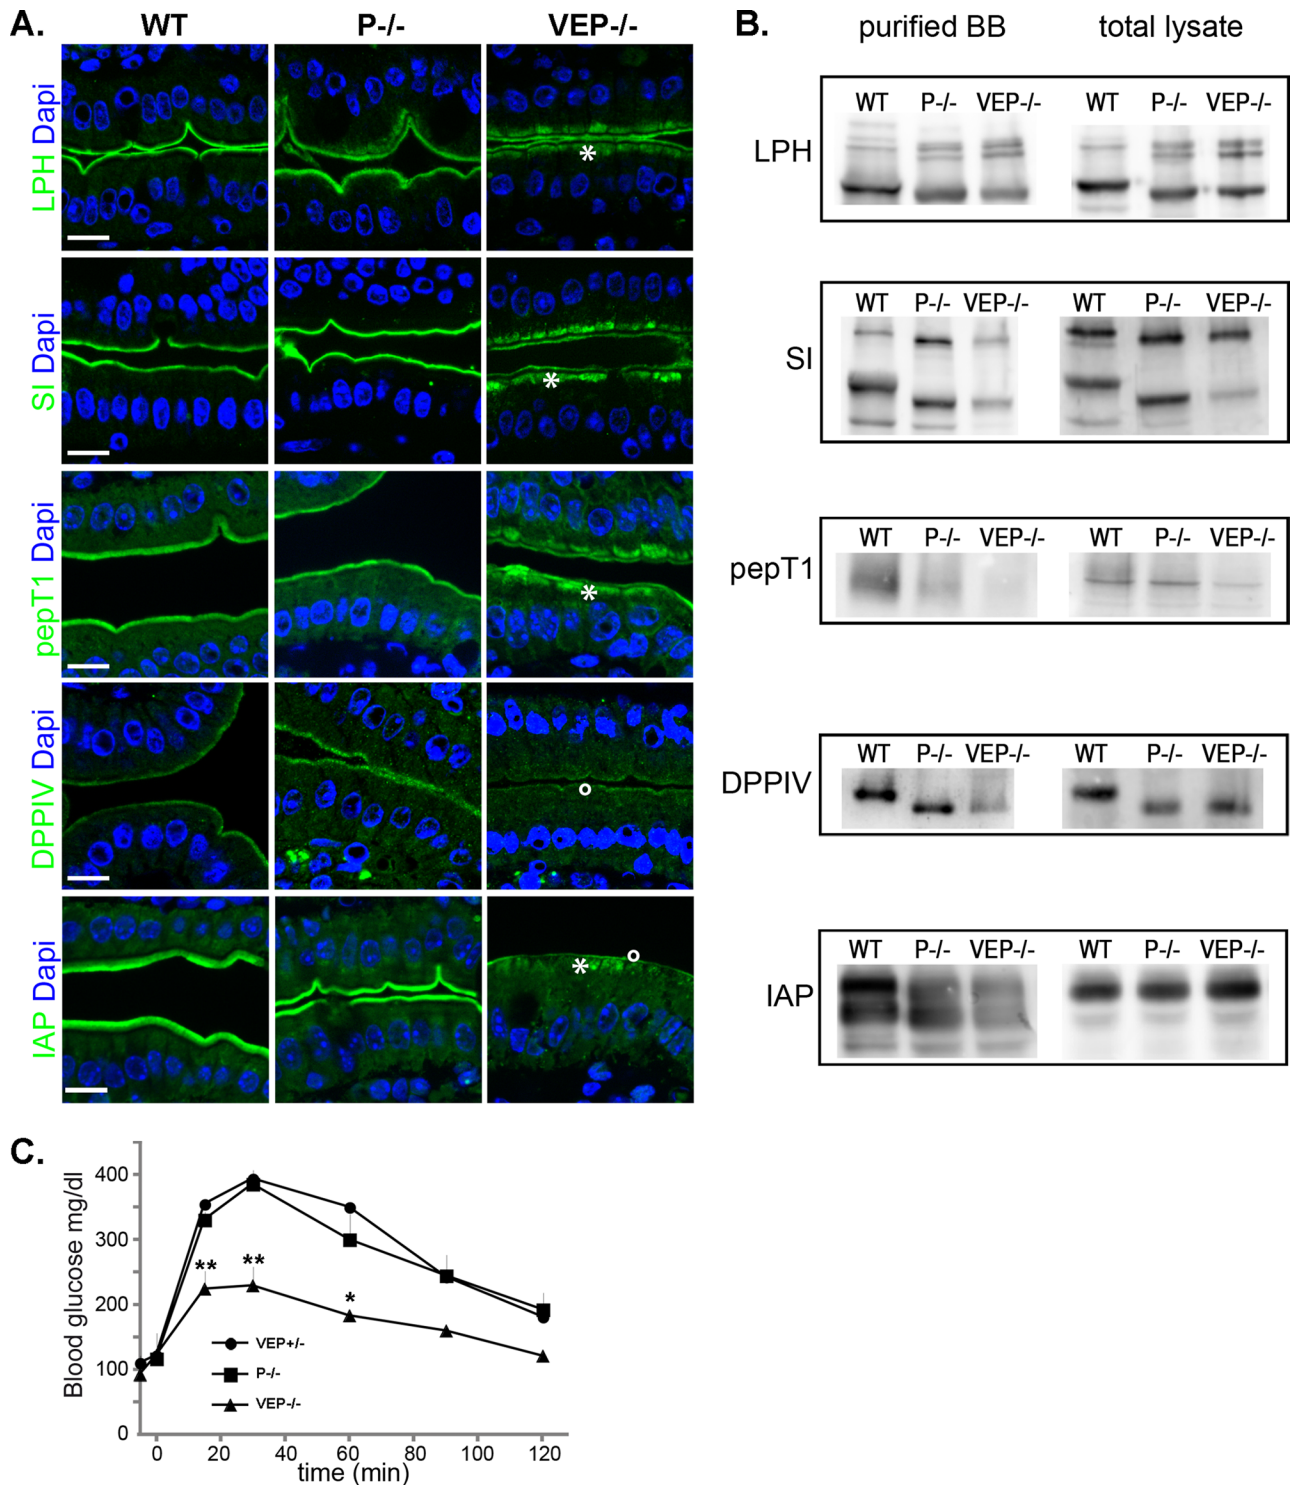 A.
WT P-/- VEP-/-
LPH Dapi
*
SI Dapi
*
pepT1 Dapi
*
DPPIV Dapi
IAP Dapi
*
B.
purified BB total lysate
LPH
WT P-/- VEP-/- WT P-/- VEP-/-
SI
WT P-/- VEP-/- WT P-/- VEP-/-
pepT1
WT P-/- VEP-/- WT P-/- VEP-/-
DPPIV
WT P-/- VEP-/- WT P-/- VEP-/-
IAP
WT P-/- VEP-/- WT P-/- VEP-/-
C.
Blood glucose mg/dl
400
300
200
100
0
** **
*
VEP+/-
P-/-
VEP-/-
0 20 40 60 80 100 120
time (min)